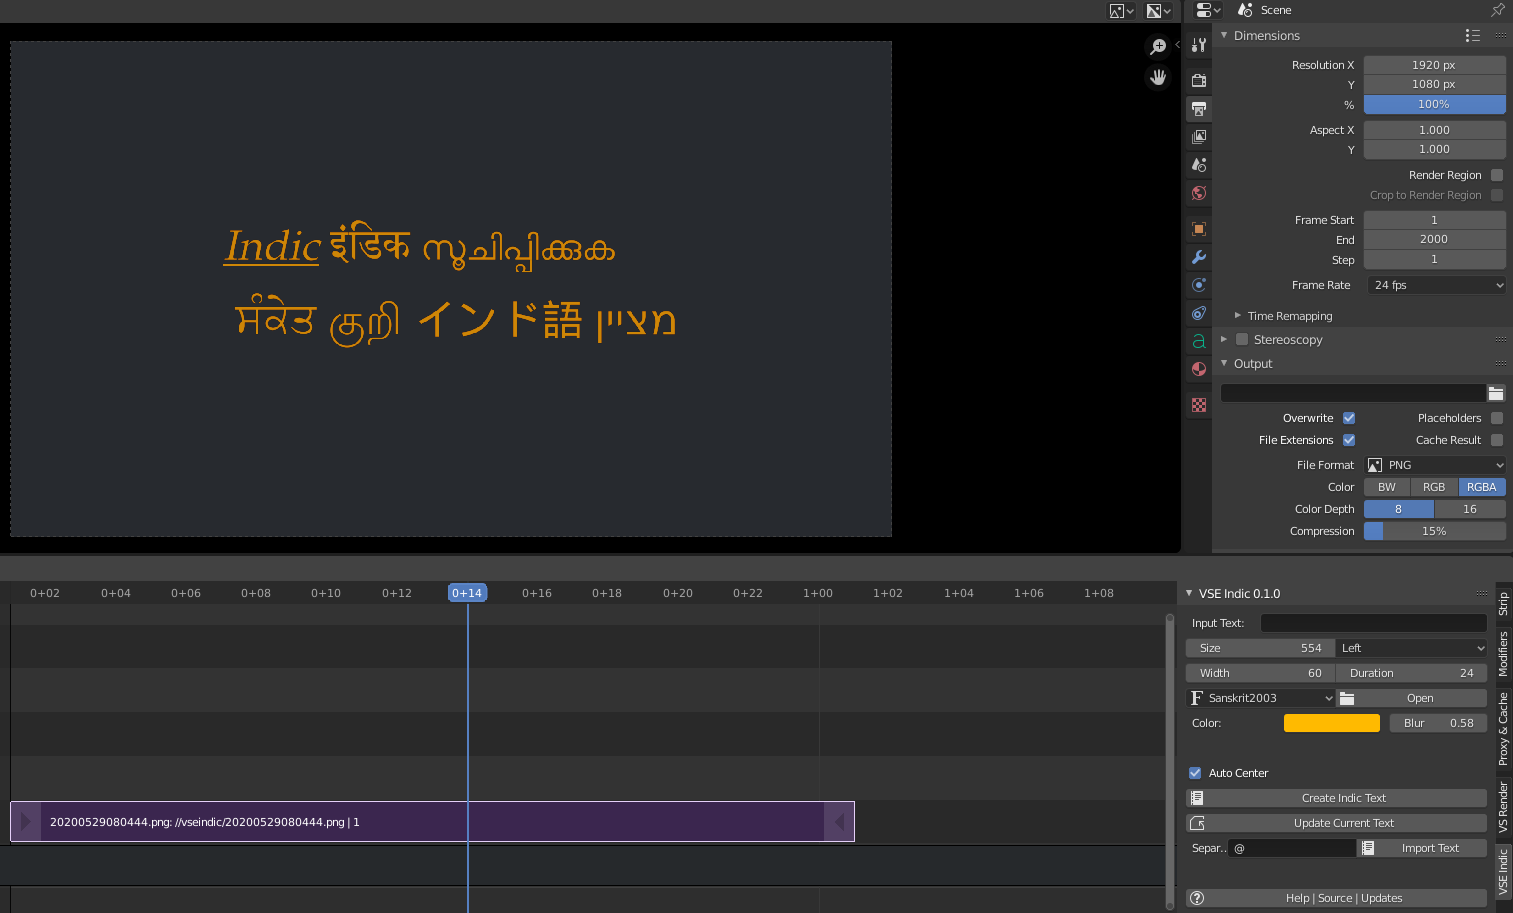 Scene
Dimensions
Resolution X 1920 px
Y 1080 px
% 100%
Aspect X 1.000
Y 1.000
Render Region
Crop to Render Region
Frame Start 1
End 2000
Step 1
Frame Rate 24 fps
Time Remapping
Stereoscopy
Output
Overwrite Placeholders
File Extensions Cache Result
File Format PNG
Color BW RGB RGBA
Color Depth 8 16
Compression 15%
Indic इंडिक സൂചിപ്പിക്കുക
ਸੰਕੇਤ குறி インド語 מציין
0+02 0+04 0+06 0+08 0+10 0+12 0+14 0+16 0+18 0+20 0+22 1+00 1+02 1+04 1+06 1+08
20200529080444.png: //vseindic/20200529080444.png | 1
VSE Indic 0.1.0
Input Text:
Size 554 Left
Width 60 Duration 24
Sanskrit2003 Open
Color: Blur 0.58
Auto Center
Create Indic Text
Update Current Text
Separ.. @ Import Text
Help | Source | Updates
Strip
Modifiers
Proxy & Cache
VS Render
VSE Indic